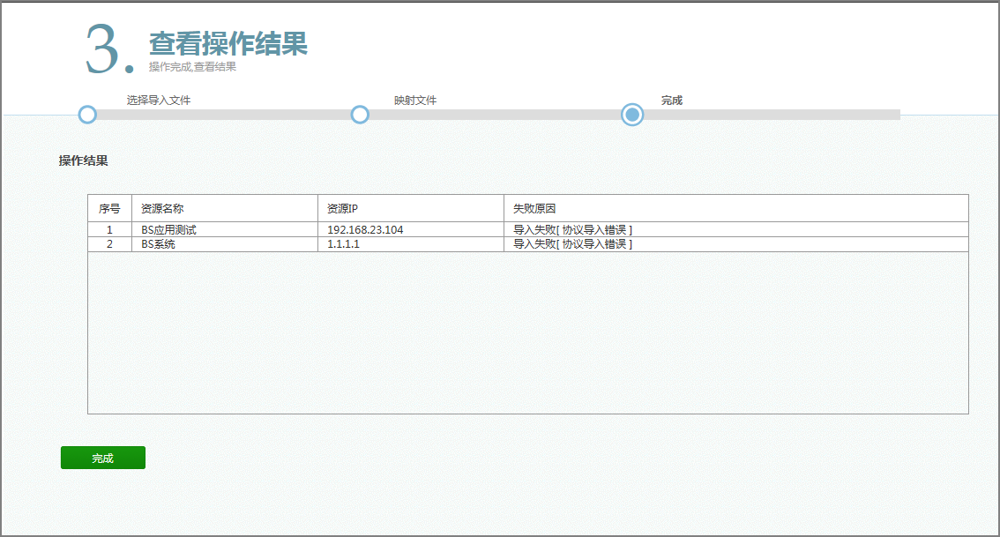 3.
查看操作结果
操作完成,查看结果
选择导入文件 映射文件 完成
操作结果
序号 资源名称 资源IP 失败原因
1 BS应用测试 192.168.23.104 导入失败[ 协议导入错误 ]
2 BS系统 1.1.1.1 导入失败[ 协议导入错误 ]
完成